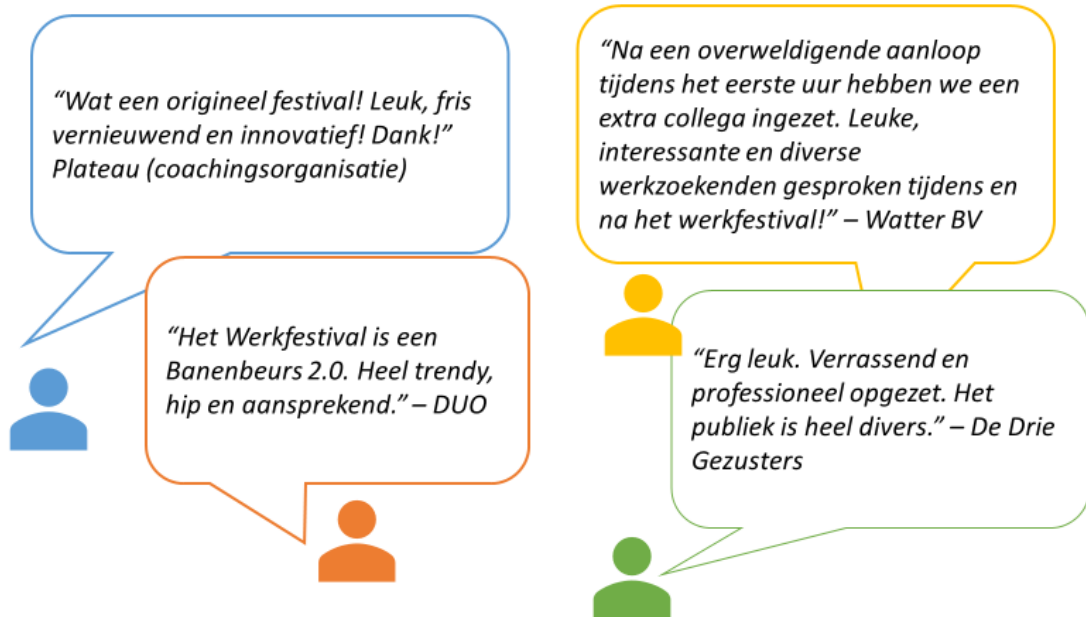 “Wat een origineel festival! Leuk, fris
vernieuwend en innovatief! Dank!”
Plateau (coachingsorganisatie)
“Na een overweldigende aanloop
tijdens het eerste uur hebben we een
extra collega ingezet. Leuke,
interessante en diverse
werkzoekenden gesproken tijdens en
na het werkfestival!” – Watter BV
“Het Werkfestival is een
Banenbeurs 2.0. Heel trendy,
hip en aansprekend.” – DUO
“Erg leuk. Verrassend en
professioneel opgezet. Het
publiek is heel divers.” – De Drie
Gezusters